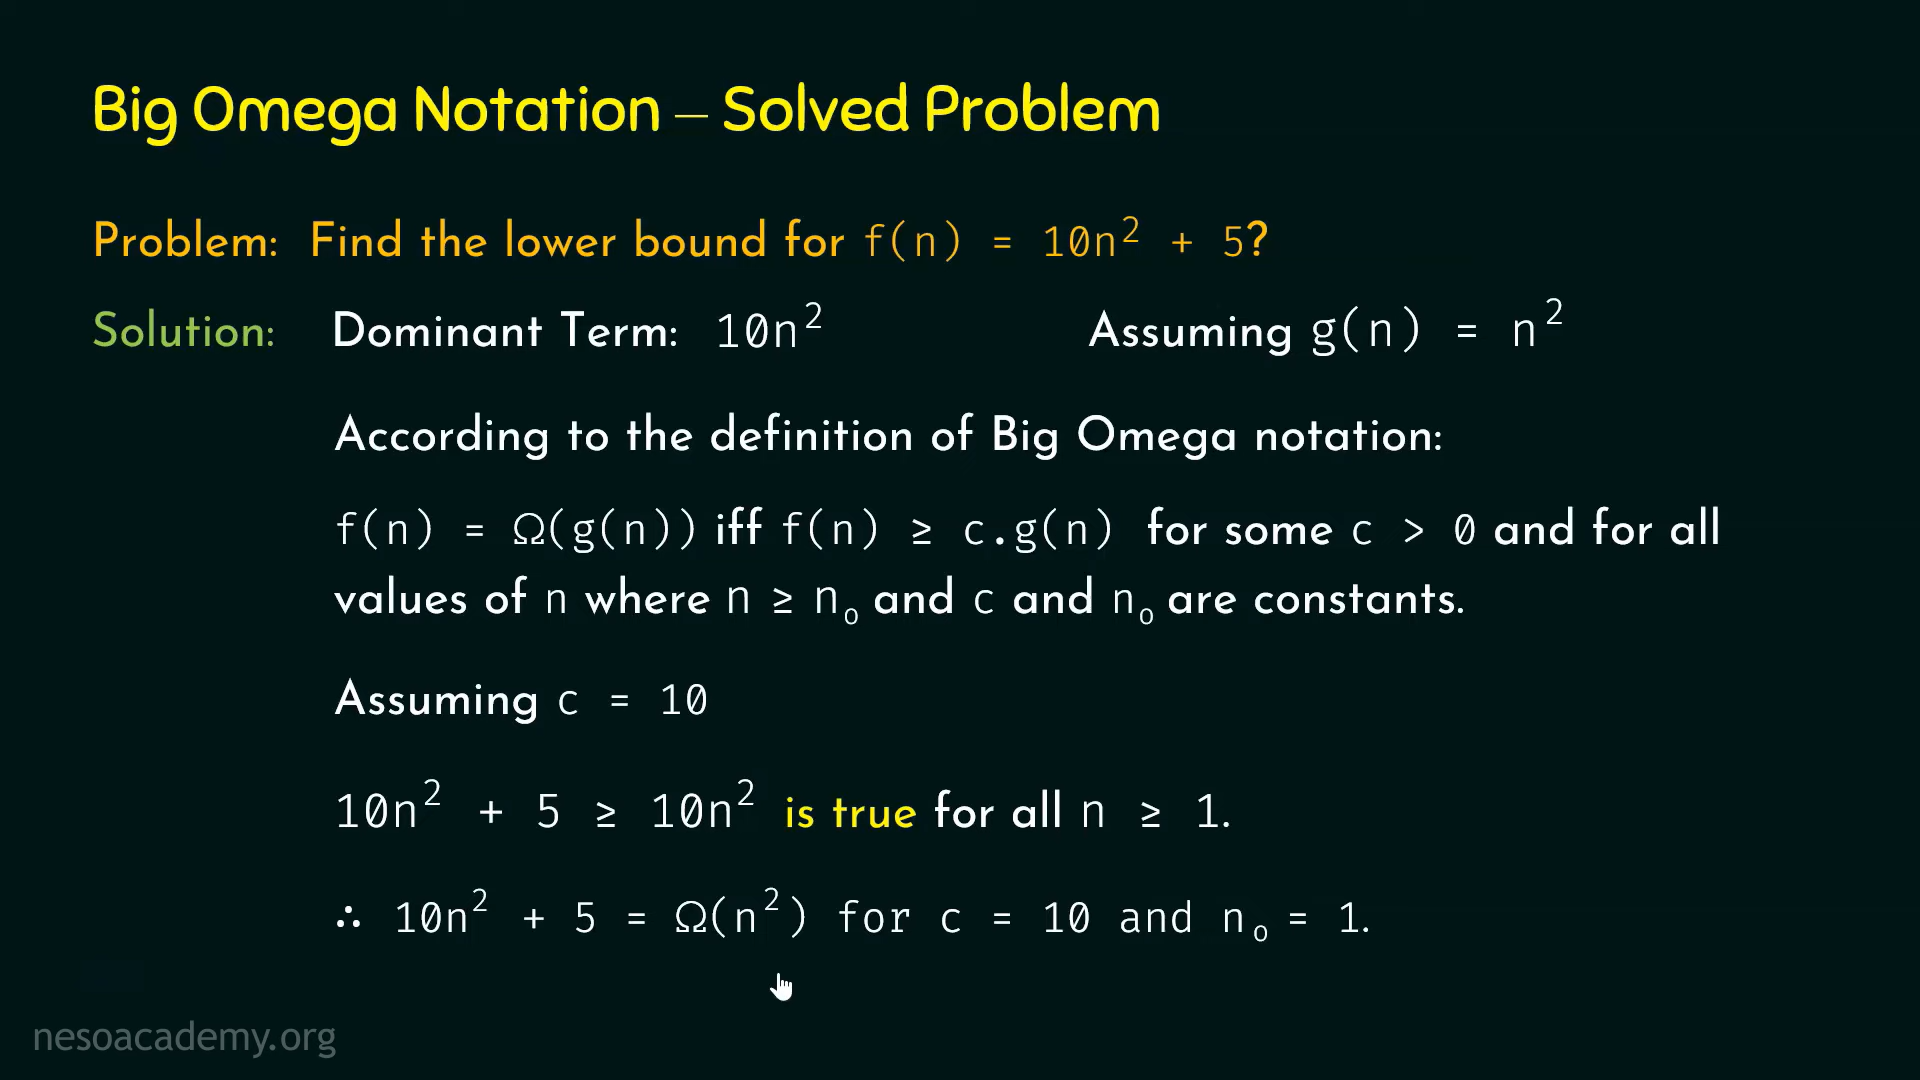 Big Omega Notation – Solved Problem
Problem: Find the lower bound for f(n) = 10n² + 5?
Solution: Dominant Term: 10n² Assuming g(n) = n²
According to the definition of Big Omega notation:
f(n) = Ω(g(n)) iff f(n) ≥ c.g(n) for some c > 0 and for all
values of n where n ≥ n₀ and c and n₀ are constants.
Assuming c = 10
10n² + 5 ≥ 10n² is true for all n ≥ 1.
∴ 10n² + 5 = Ω(n²) for c = 10 and n₀ = 1.
nesoacademy.org